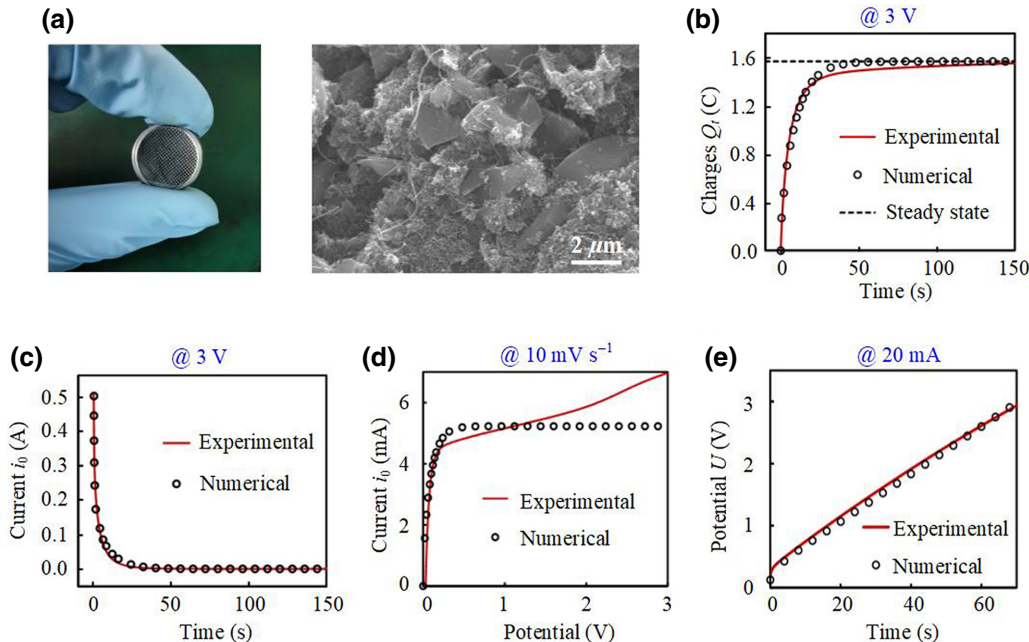 (a)
2 μm
(b)
@ 3 V
Charges Qt (C)
1.6
1.2
0.8
0.4
0.0
Experimental
Numerical
Steady state
0
50
100
150
Time (s)
(c)
@ 3 V
Current i0 (A)
0.5
0.4
0.3
0.2
0.1
0.0
Experimental
Numerical
0
50
100
150
Time (s)
(d)
@ 10 mV s−1
Current i0 (mA)
6
4
2
0
Experimental
Numerical
0
1
2
3
Potential (V)
(e)
@ 20 mA
Potential U (V)
3
2
1
0
Experimental
Numerical
0
20
40
60
Time (s)